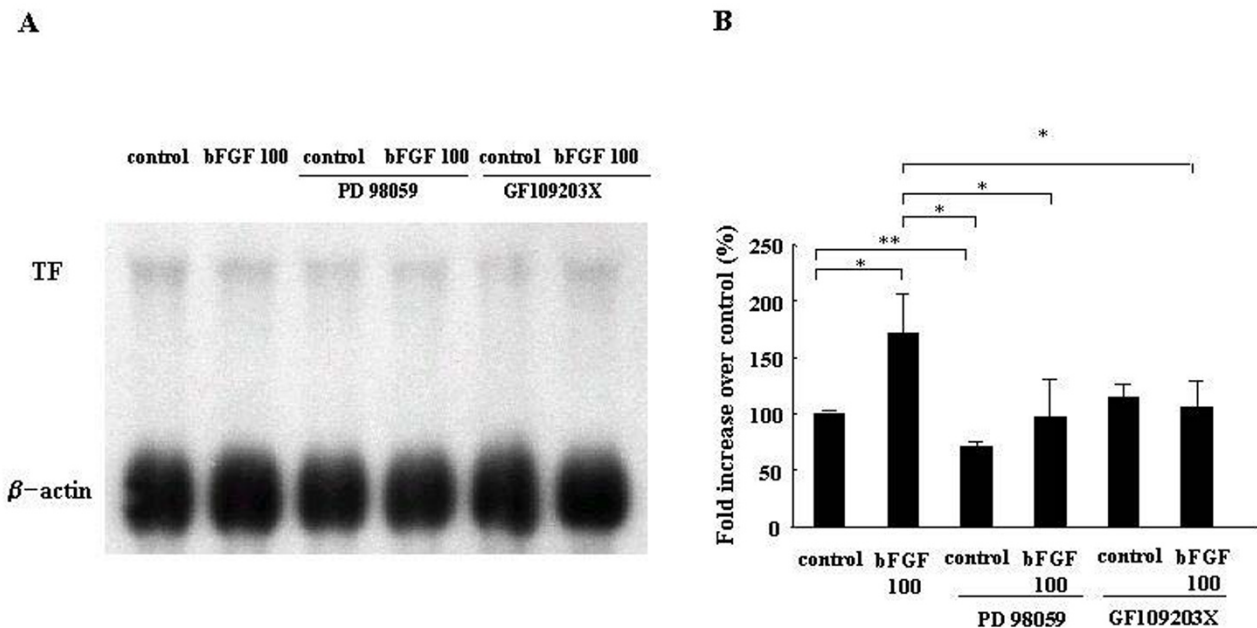 A
control bFGF 100 control bFGF 100 control bFGF 100
PD 98059 GF109203X
TF
β-actin
B
*
*
*
**
*
Fold increase over control (%)
250
200
150
100
50
0
control bFGF 100 control bFGF 100 control bFGF 100
PD 98059 GF109203X